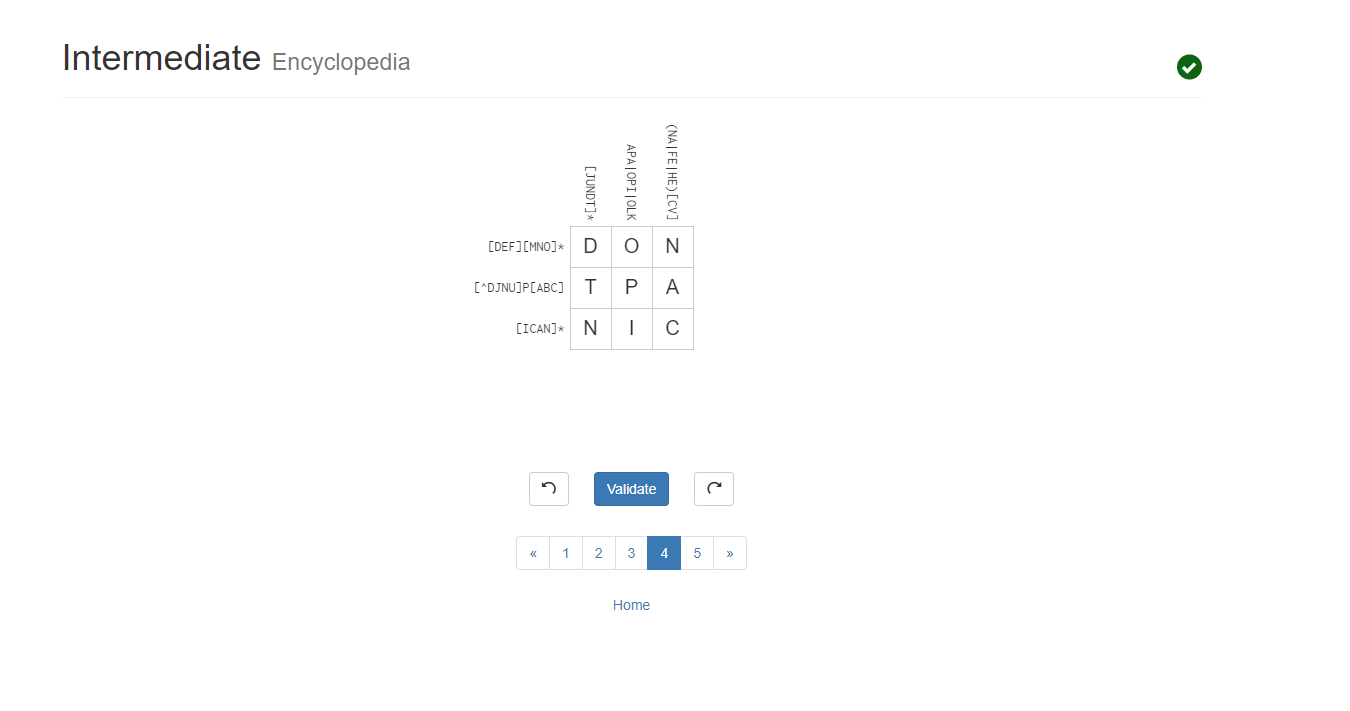 Intermediate Encyclopedia
[JUNDT]*
APA|OPI|OLK
(NA|FE|HE)[CV]
[DEF][MNO]* D O N
[^DJNU]P[ABC] T P A
[ICAN]* N I C
Validate
« 1 2 3 4 5 »
Home